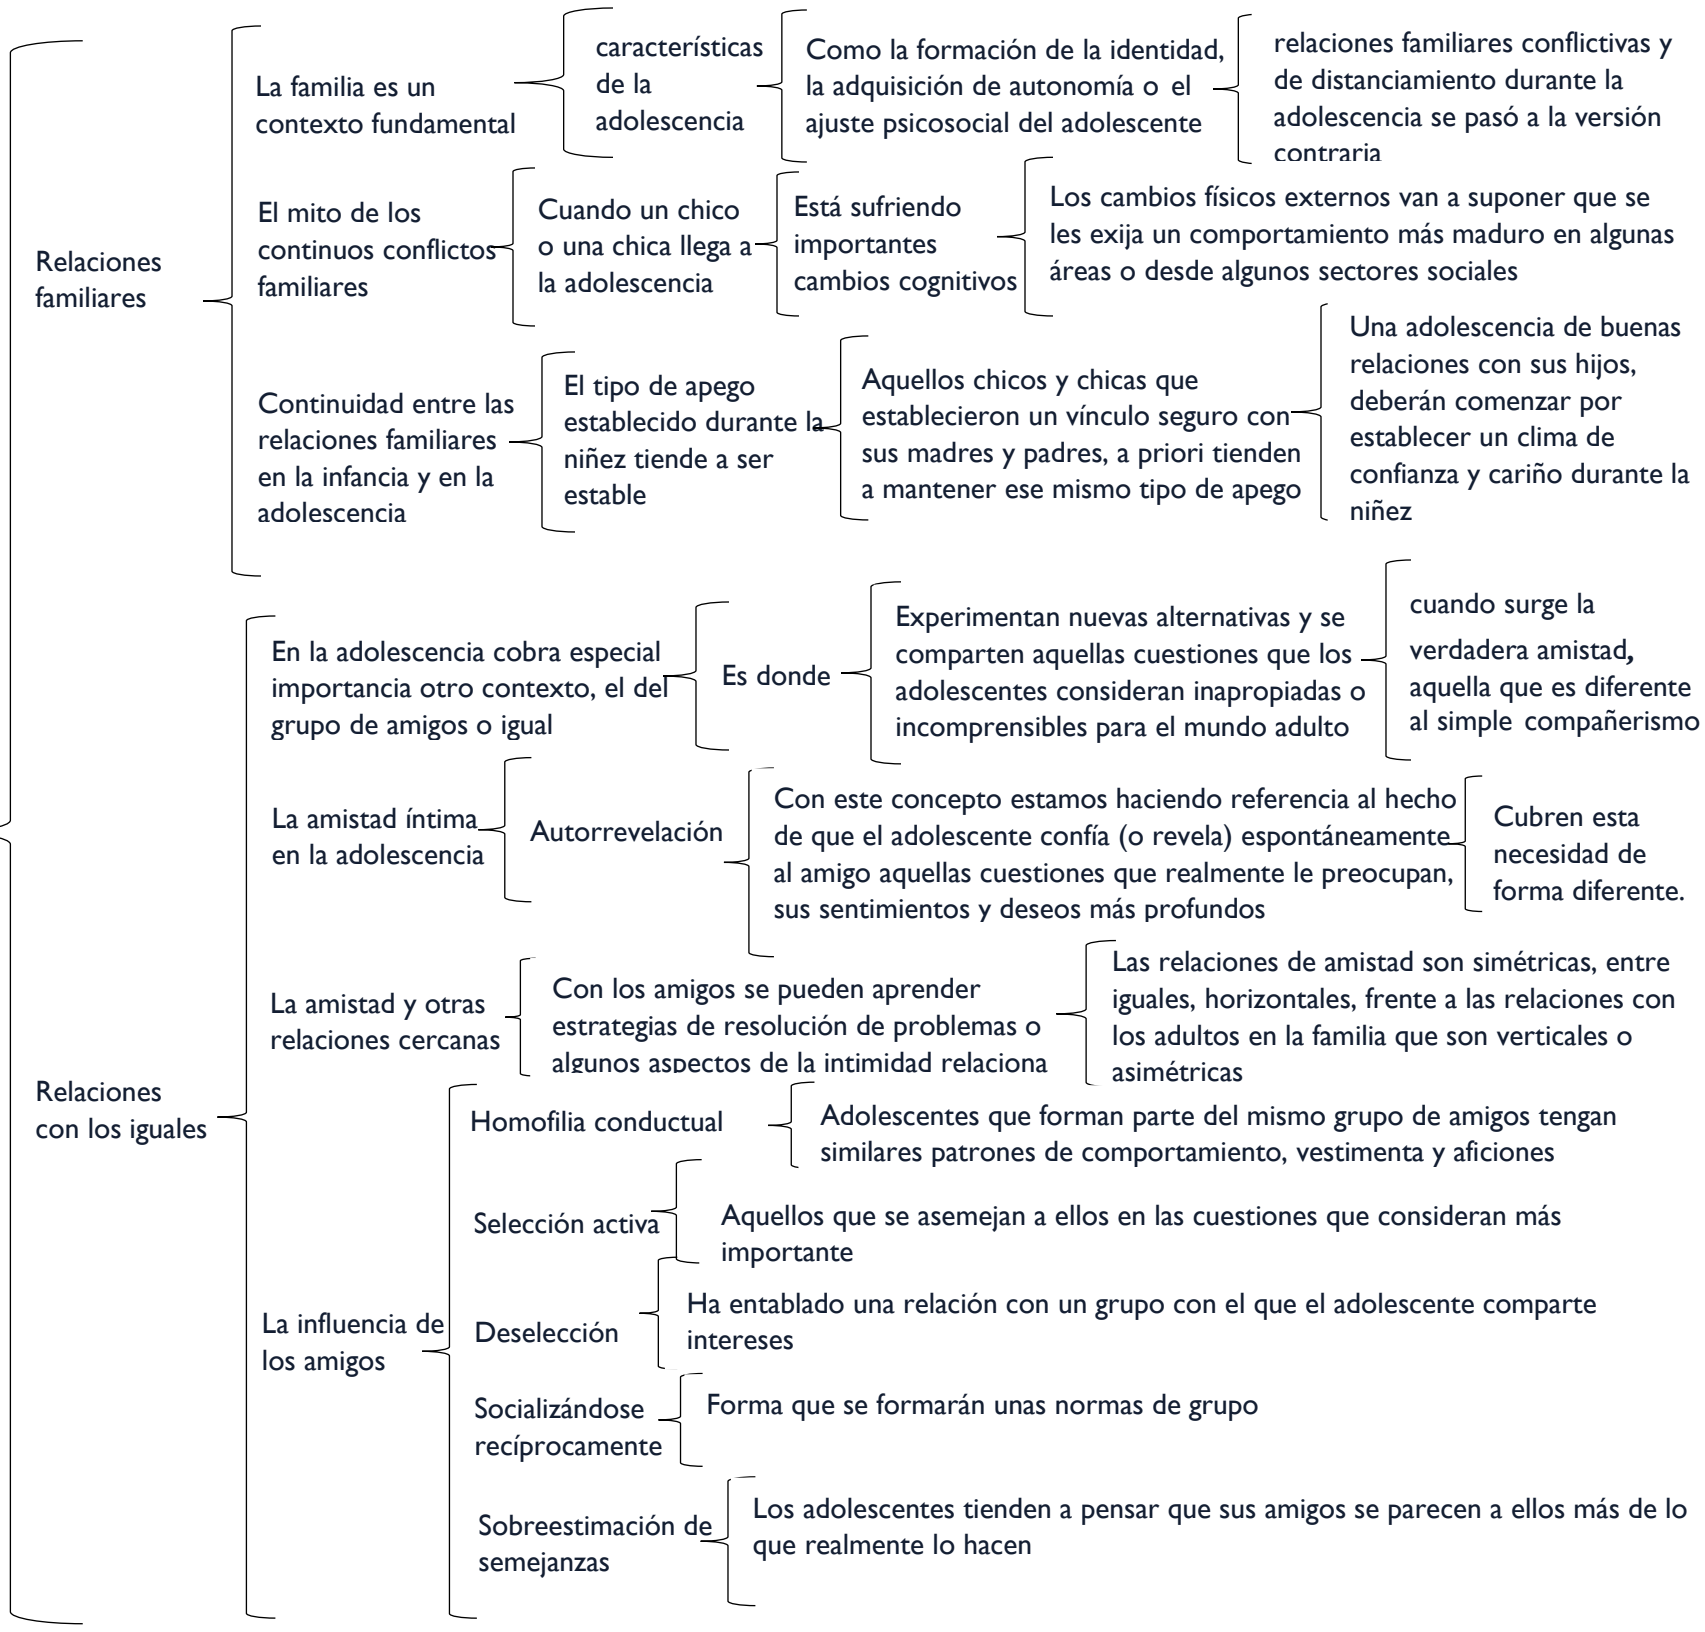 Relaciones
familiares
La familia es un
contexto fundamental
características
de la
adolescencia
Como la formación de la identidad,
la adquisición de autonomía o el
ajuste psicosocial del adolescente
relaciones familiares conflictivas y
de distanciamiento durante la
adolescencia se pasó a la versión
contraria
El mito de los
continuos conflictos
familiares
Cuando un chico
o una chica llega a
la adolescencia
Está sufriendo
importantes
cambios cognitivos
Los cambios físicos externos van a suponer que se
les exija un comportamiento más maduro en algunas
áreas o desde algunos sectores sociales
Continuidad entre las
relaciones familiares
en la infancia y en la
adolescencia
El tipo de apego
establecido durante la
niñez tiende a ser
estable
Aquellos chicos y chicas que
establecieron un vínculo seguro con
sus madres y padres, a priori tienden
a mantener ese mismo tipo de apego
Una adolescencia de buenas
relaciones con sus hijos,
deberán comenzar por
establecer un clima de
confianza y cariño durante la
niñez
Relaciones
con los iguales
En la adolescencia cobra especial
importancia otro contexto, el del
grupo de amigos o igual
Es donde
Experimentan nuevas alternativas y se
comparten aquellas cuestiones que los
adolescentes consideran inapropiadas o
incomprensibles para el mundo adulto
cuando surge la
verdadera amistad,
aquella que es diferente
al simple compañerismo
La amistad íntima
en la adolescencia
Autorrevelación
Con este concepto estamos haciendo referencia al hecho
de que el adolescente confía (o revela) espontáneamente
al amigo aquellas cuestiones que realmente le preocupan,
sus sentimientos y deseos más profundos
Cubren esta
necesidad de
forma diferente.
La amistad y otras
relaciones cercanas
Con los amigos se pueden aprender
estrategias de resolución de problemas o
algunos aspectos de la intimidad relaciona
Las relaciones de amistad son simétricas, entre
iguales, horizontales, frente a las relaciones con
los adultos en la familia que son verticales o
asimétricas
La influencia de
los amigos
Homofilia conductual
Adolescentes que forman parte del mismo grupo de amigos tengan
similares patrones de comportamiento, vestimenta y aficiones
Selección activa
Aquellos que se asemejan a ellos en las cuestiones que consideran más
importante
Deselección
Ha entablado una relación con un grupo con el que el adolescente comparte
intereses
Socializándose
recíprocamente
Forma que se formarán unas normas de grupo
Sobreestimación de
semejanzas
Los adolescentes tienden a pensar que sus amigos se parecen a ellos más de lo
que realmente lo hacen